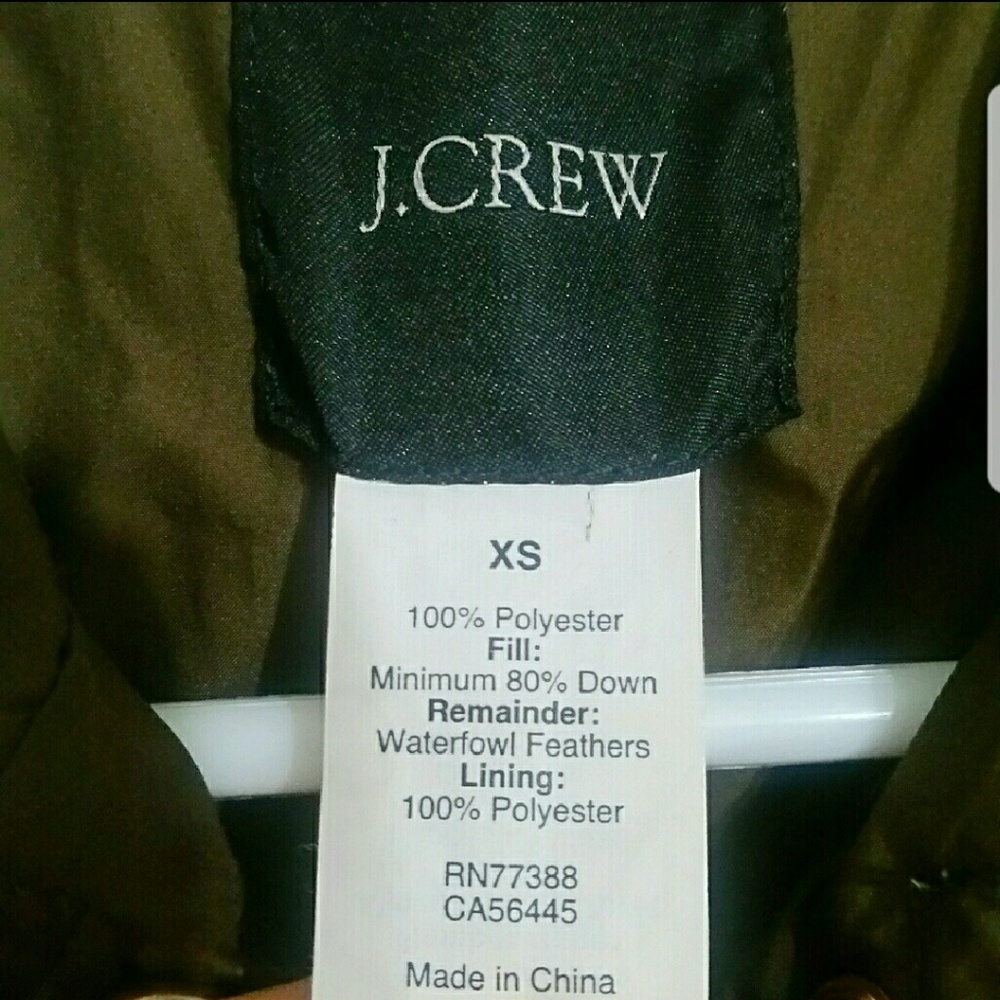 J.CREW
XS
100% Polyester
Fill:
Minimum 80% Down
Remainder:
Waterfowl Feathers
Lining:
100% Polyester
RN77388
CA56445
Made in China